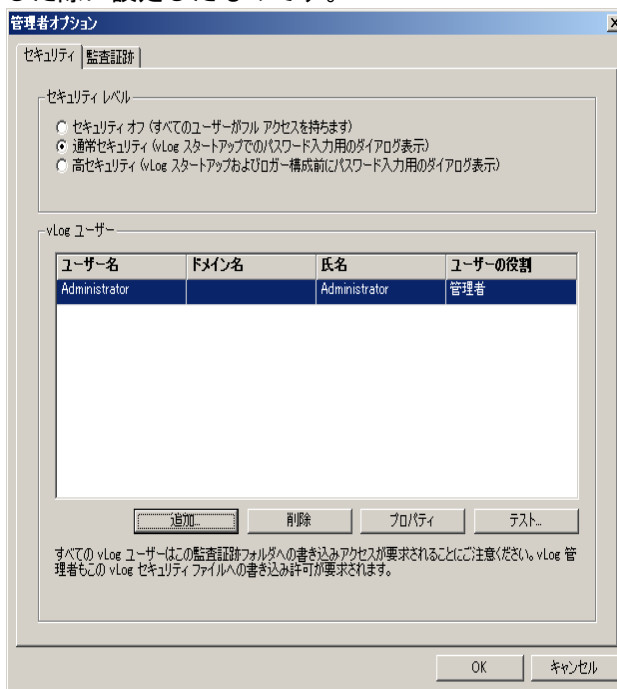 した際に設定したものです。
管理者オプション
セキュリティ 監査証跡
セキュリティ レベル
セキュリティ オフ (すべてのユーザーがフル アクセスを持ちます)
通常セキュリティ (vLog スタートアップでのパスワード入力用のダイアログ表示)
高セキュリティ (vLog スタートアップおよびロガー構成前にパスワード入力用のダイアログ表示)
vLog ユーザー
ユーザー名 ドメイン名 氏名 ユーザーの役割
Administrator Administrator 管理者
追加... 削除 プロパティ テスト...
すべての vLog ユーザーはこの監査証跡フォルダへの書き込みアクセスが要求されることにご注意ください。vLog 管
理者もこの vLog セキュリティ ファイルへの書き込み許可が要求されます。
OK キャンセル